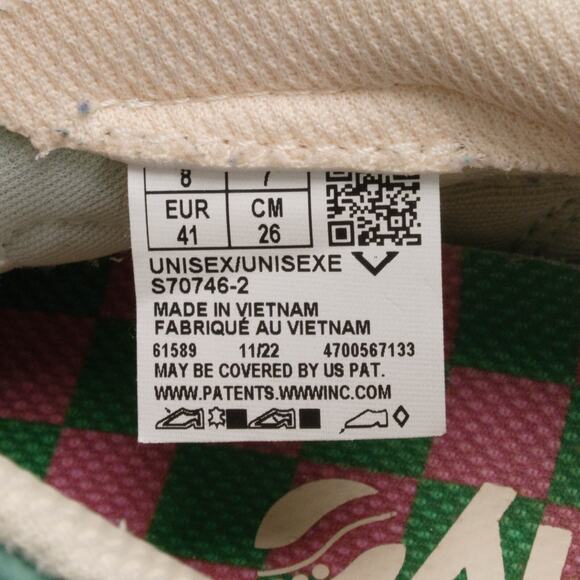 8 7
EUR CM
41 26
UNISEX/UNISEXE
S70746-2
MADE IN VIETNAM
FABRIQUÉ AU VIETNAM
61589 11/22 4700567133
MAY BE COVERED BY US PAT.
WWW.PATENTS.WWWINC.COM